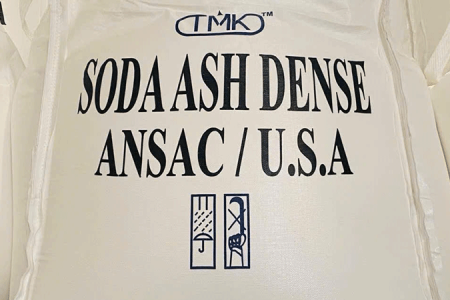 TMK™
SODA ASH DENSE
ANSAC / U.S.A